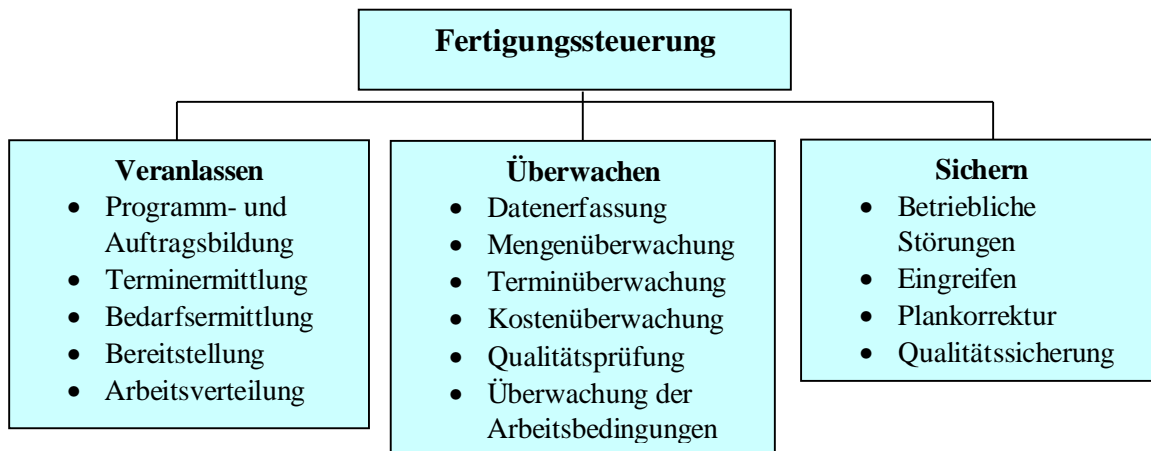 Fertigungssteuerung
Veranlassen
• Programm- und
Auftragsbildung
• Terminermittlung
• Bedarfsermittlung
• Bereitstellung
• Arbeitsverteilung
Überwachen
• Datenerfassung
• Mengenüberwachung
• Terminüberwachung
• Kostenüberwachung
• Qualitätsprüfung
• Überwachung der
Arbeitsbedingungen
Sichern
• Betriebliche
Störungen
• Eingreifen
• Plankorrektur
• Qualitätssicherung